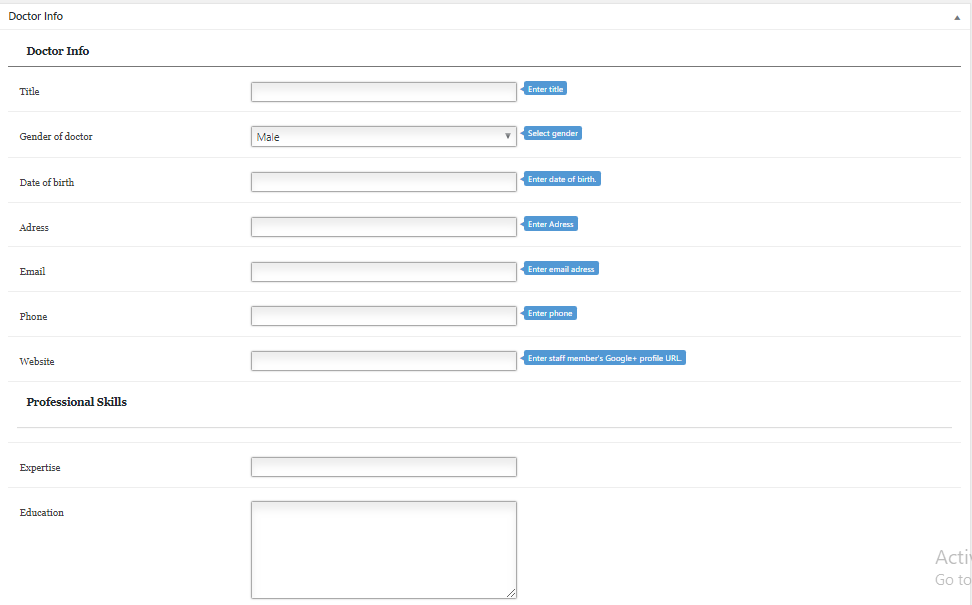 Doctor Info
Doctor Info
Title Enter title
Gender of doctor Male Select gender
Date of birth Enter date of birth.
Adress Enter Adress
Email Enter email adress
Phone Enter phone
Website Enter staff member's Google+ profile URL.
Professional Skills
Expertise
Education
Go to